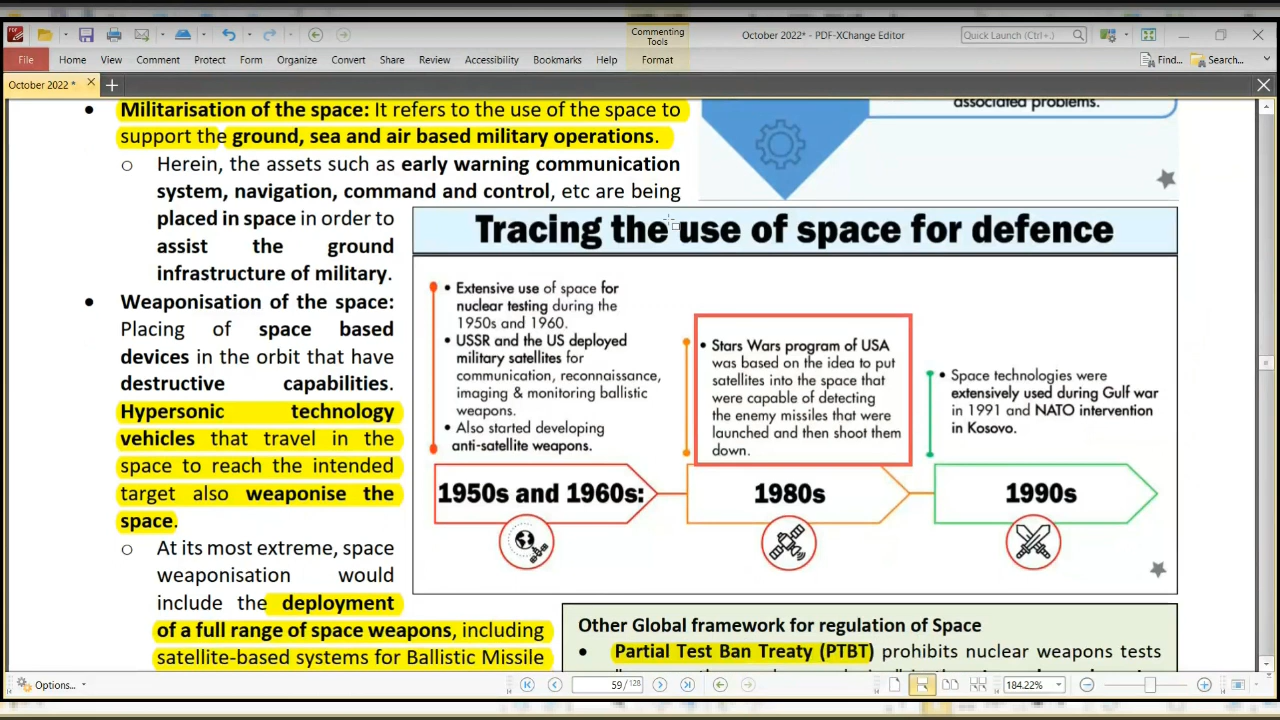 Commenting
Tools
October 2022* - PDF-XChange Editor
Quick Launch (Ctrl+.)
File
Home
View
Comment
Protect
Form
Organize
Convert
Share
Review
Accessibility
Bookmarks
Help
Format
Find...
Search...
October 2022 *
associated problems.
• Militarisation of the space: It refers to the use of the space to
support the ground, sea and air based military operations.
o Herein, the assets such as early warning communication
system, navigation, command and control, etc are being
placed in space in order to
assist the ground
infrastructure of military.
• Weaponisation of the space:
Placing of space based
devices in the orbit that have
destructive capabilities.
Hypersonic technology
vehicles that travel in the
space to reach the intended
target also weaponise the
space.
o At its most extreme, space
weaponisation would
include the deployment
of a full range of space weapons, including
satellite-based systems for Ballistic Missile
Tracing the use of space for defence
• Extensive use of space for
nuclear testing during the
1950s and 1960.
• USSR and the US deployed
military satellites for
communication, reconnaissance,
imaging & monitoring ballistic
weapons.
• Also started developing
anti-satellite weapons.
1950s and 1960s:
• Stars Wars program of USA
was based on the idea to put
satellites into the space that
were capable of detecting
the enemy missiles that were
launched and then shoot them
down.
1980s
• Space technologies were
extensively used during Gulf war
in 1991 and NATO intervention
in Kosovo.
1990s
Other Global framework for regulation of Space
• Partial Test Ban Treaty (PTBT) prohibits nuclear weapons tests
Options...
59 / 128
184.22%